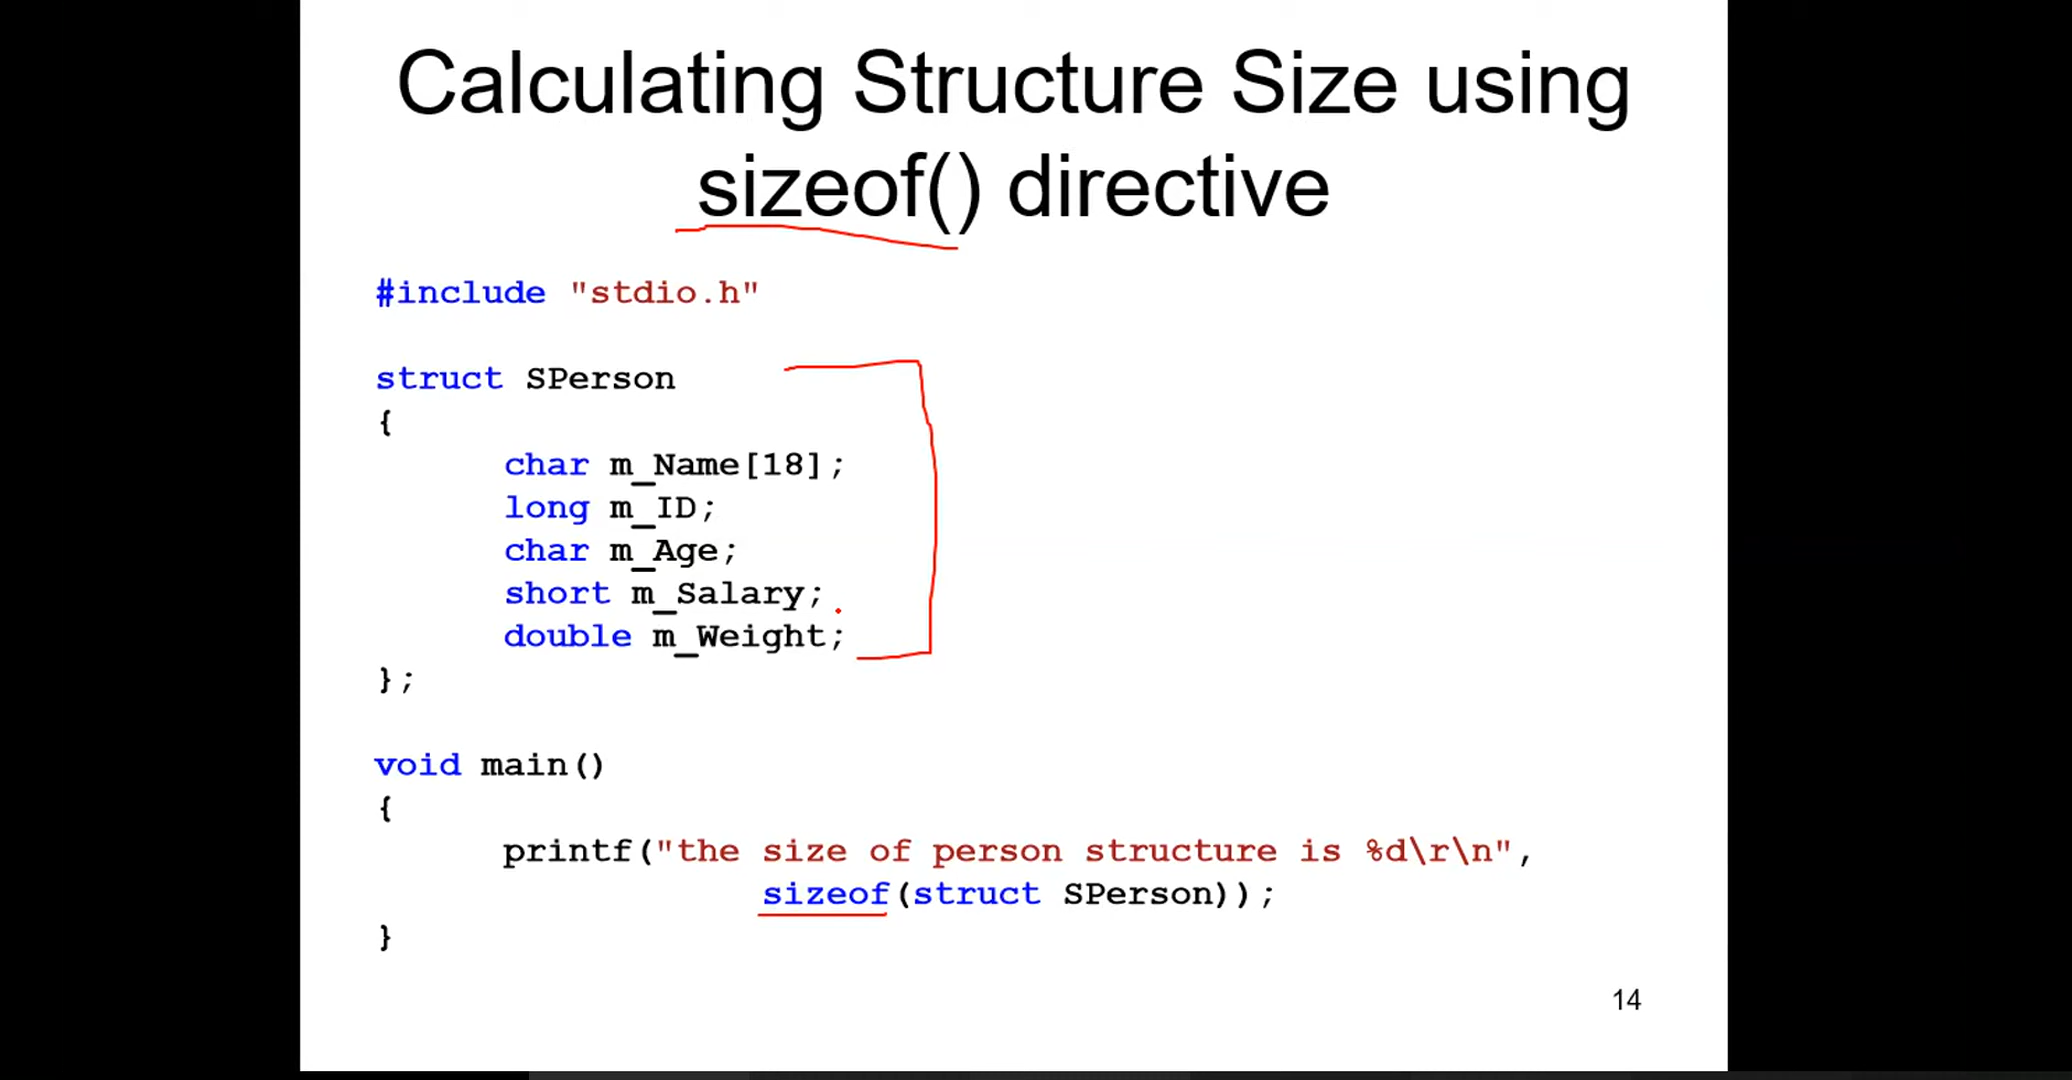 Calculating Structure Size using
sizeof() directive
#include "stdio.h"
struct SPerson
{
char m_Name[18];
long m_ID;
char m_Age;
short m_Salary;
double m_Weight;
};
void main()
{
printf("the size of person structure is %d\r\n",
sizeof(struct SPerson));
}
14